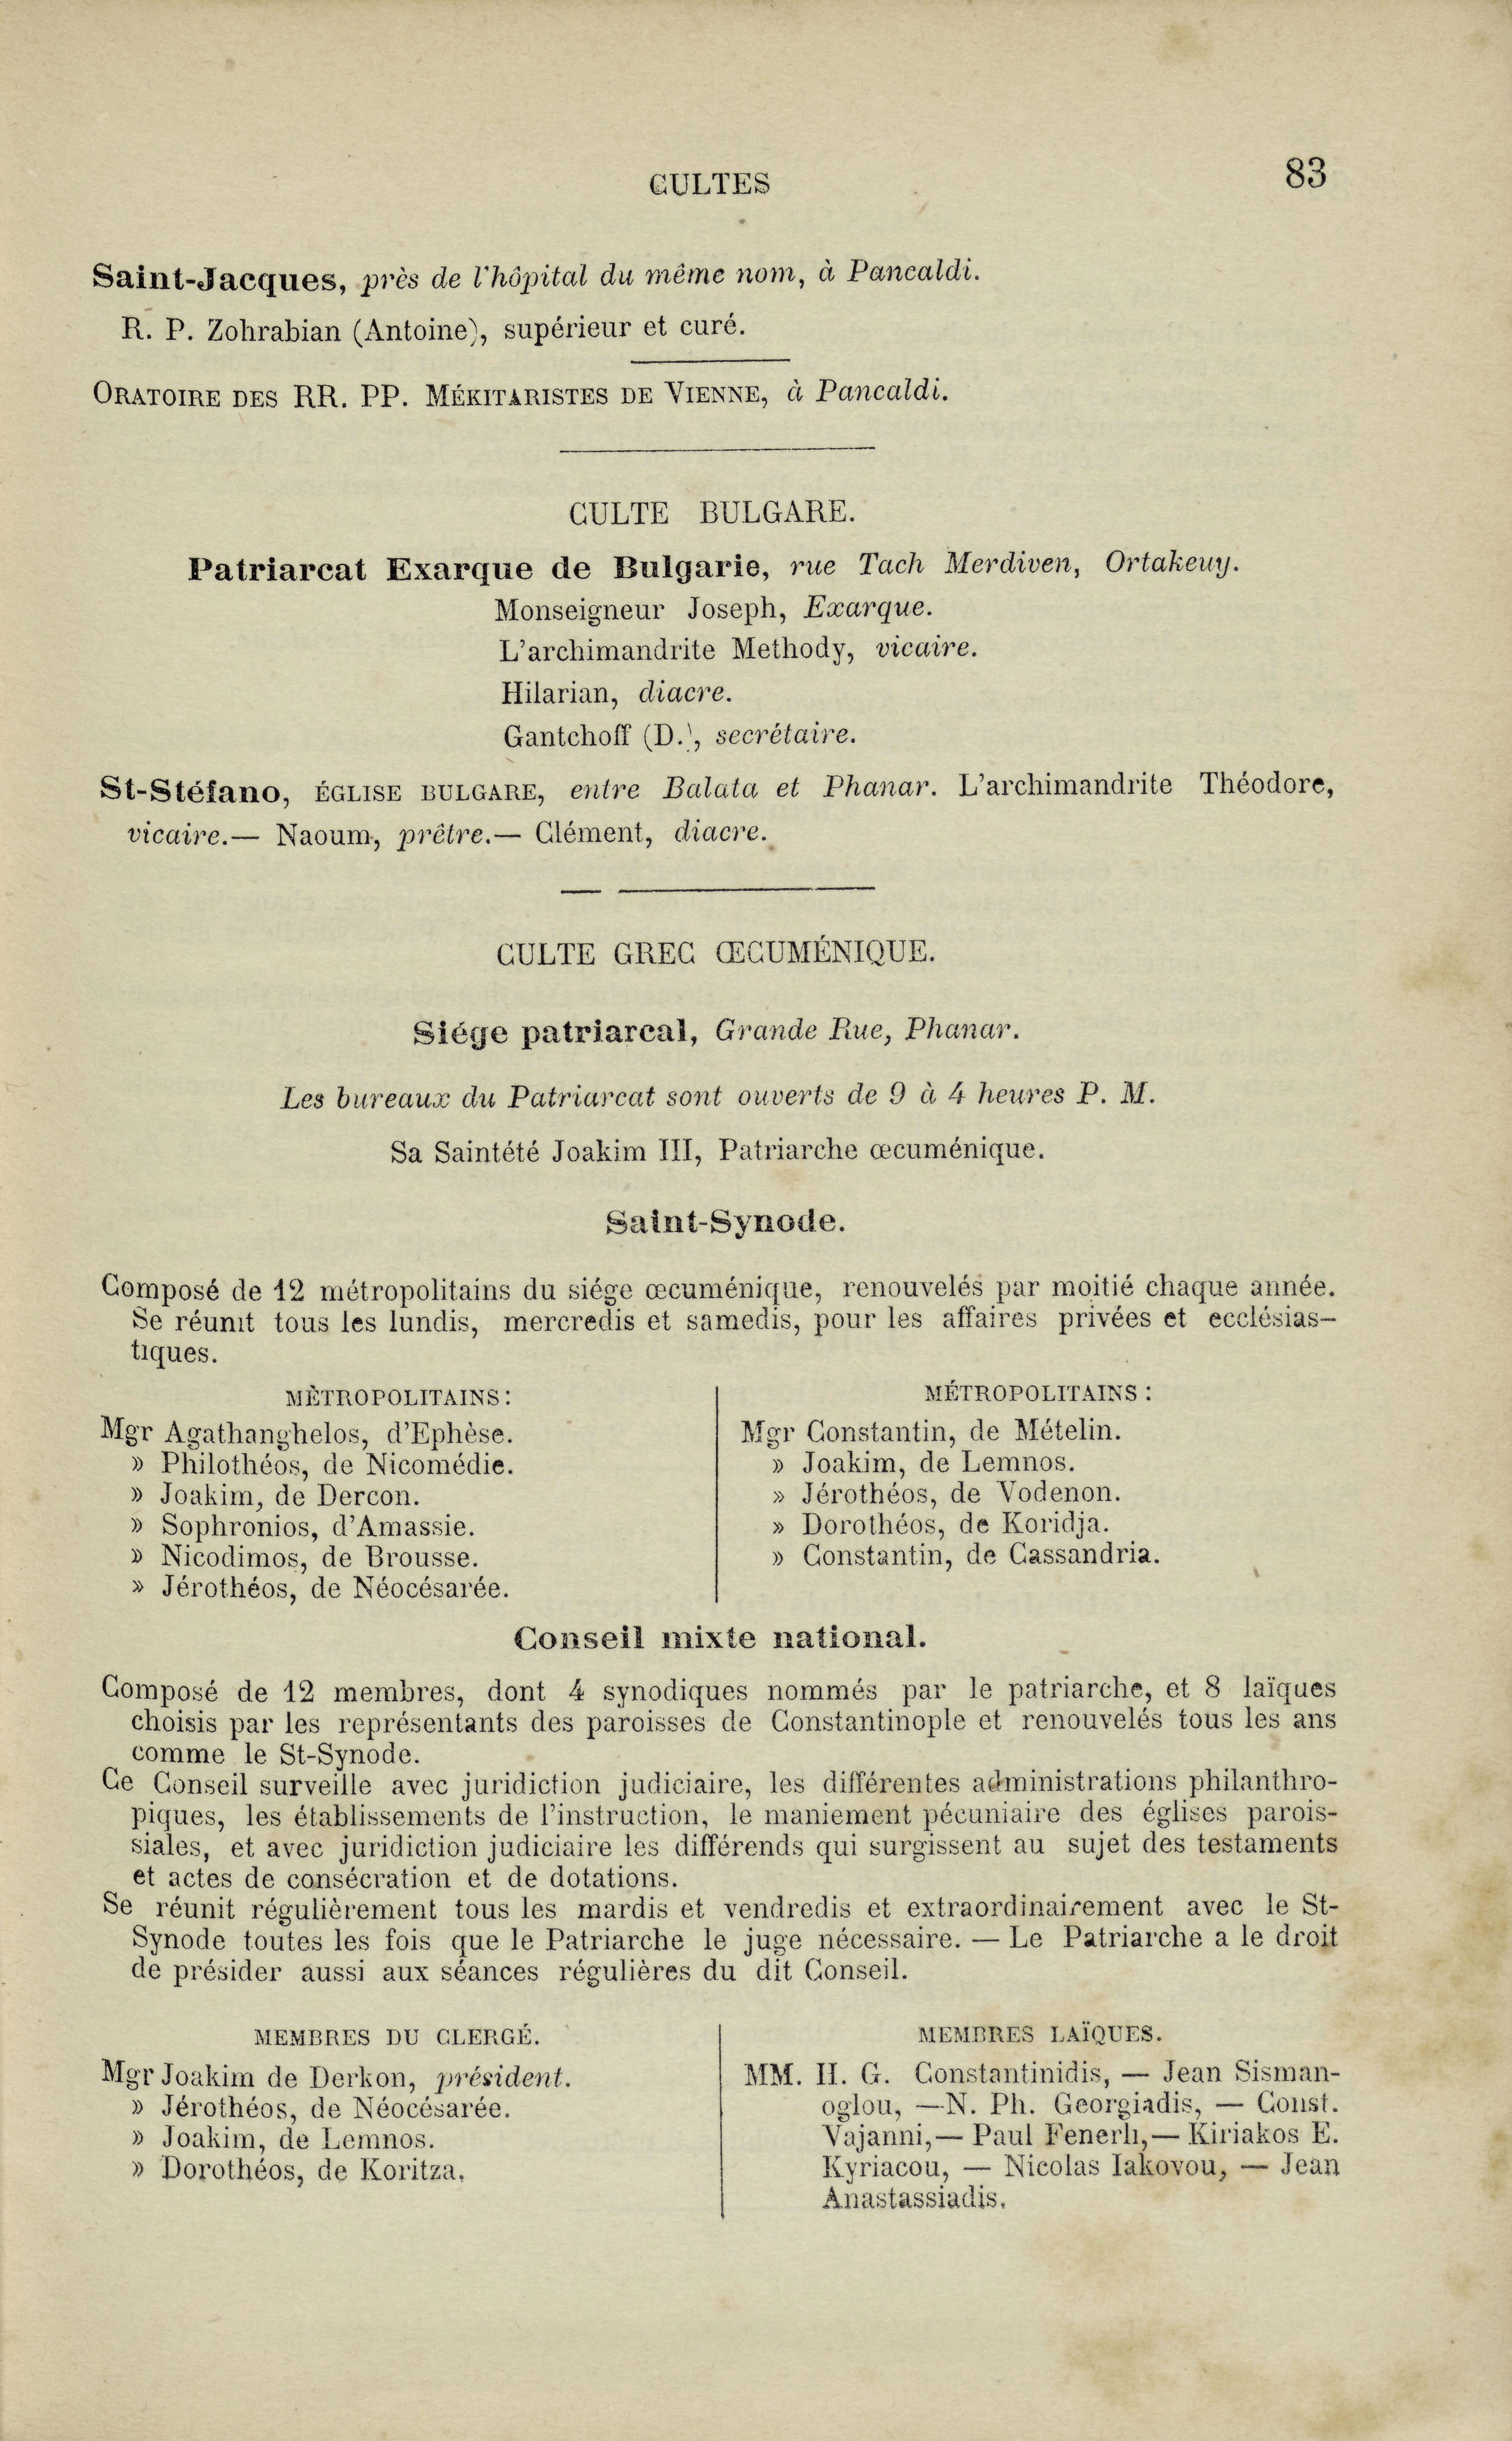 CULTES
83
Saint-Jacques, près de l'hôpital du même nom, à Pancaldi.
R. P. Zohrabian (Antoine), supérieur et curé.
ORATOIRE DES RR. PP. MÉKITARISTES DE VIENNE, à Pancaldi.
CULTE BULGARE.
Patriarcat Exarque de Bulgarie, rue Tach Merdiven, Ortakeuy.
Monseigneur Joseph, Exarque.
L'archimandrite Methody, vicaire.
Hilarian, diacre.
Gantchoff (D.), secrétaire.
St-Stéfano, ÉGLISE BULGARE, entre Balata et Phanar. L'archimandrite Théodore,
vicaire.— Naoum, prêtre.— Clément, diacre.
CULTE GREC ŒCUMÉNIQUE.
Siége patriarcal, Grande Rue, Phanar.
Les bureaux du Patriarcat sont ouverts de 9 à 4 heures P. M.
Sa Saintété Joakim III, Patriarche œcuménique.
Saint-Synode.
Composé de 12 métropolitains du siége œcuménique, renouvelés par moitié chaque année.
Se réunit tous les lundis, mercredis et samedis, pour les affaires privées et ecclésias-
tiques.
MÉTROPOLITAINS :
Mgr Agathanghelos, d'Ephèse.
» Philothéos, de Nicomédie.
» Joakim, de Dercon.
» Sophronios, d'Amassie.
» Nicodimos, de Brousse.
» Jérothéos, de Néocésarée.
MÉTROPOLITAINS :
Mgr Constantin, de Mételin.
» Joakim, de Lemnos.
» Jérothéos, de Vodenon.
» Dorothéos, de Koridja.
» Constantin, de Cassandria.
Conseil mixte national.
Composé de 12 membres, dont 4 synodiques nommés par le patriarche, et 8 laïques
choisis par les représentants des paroisses de Constantinople et renouvelés tous les ans
comme le St-Synode.
Ce Conseil surveille avec juridiction judiciaire, les différentes administrations philanthro-
piques, les établissements de l'instruction, le maniement pécuniaire des églises parois-
siales, et avec juridiction judiciaire les différends qui surgissent au sujet des testaments
et actes de consécration et de dotations.
Se réunit régulièrement tous les mardis et vendredis et extraordinairement avec le St-
Synode toutes les fois que le Patriarche le juge nécessaire. — Le Patriarche a le droit
de présider aussi aux séances régulières du dit Conseil.
MEMBRES DU CLERGÉ.
Mgr Joakim de Derkon, président.
» Jérothéos, de Néocésarée.
» Joakim, de Lemnos.
» Dorothéos, de Koritza.
MEMBRES LAÏQUES.
MM. H. G. Constantinidis, — Jean Sisman-
oglou, —N. Ph. Georgiadis, — Const.
Vajanni,— Paul Fenerli,— Kiriakos E.
Kyriacou, — Nicolas Iakovou, — Jean
Anastassiadis.